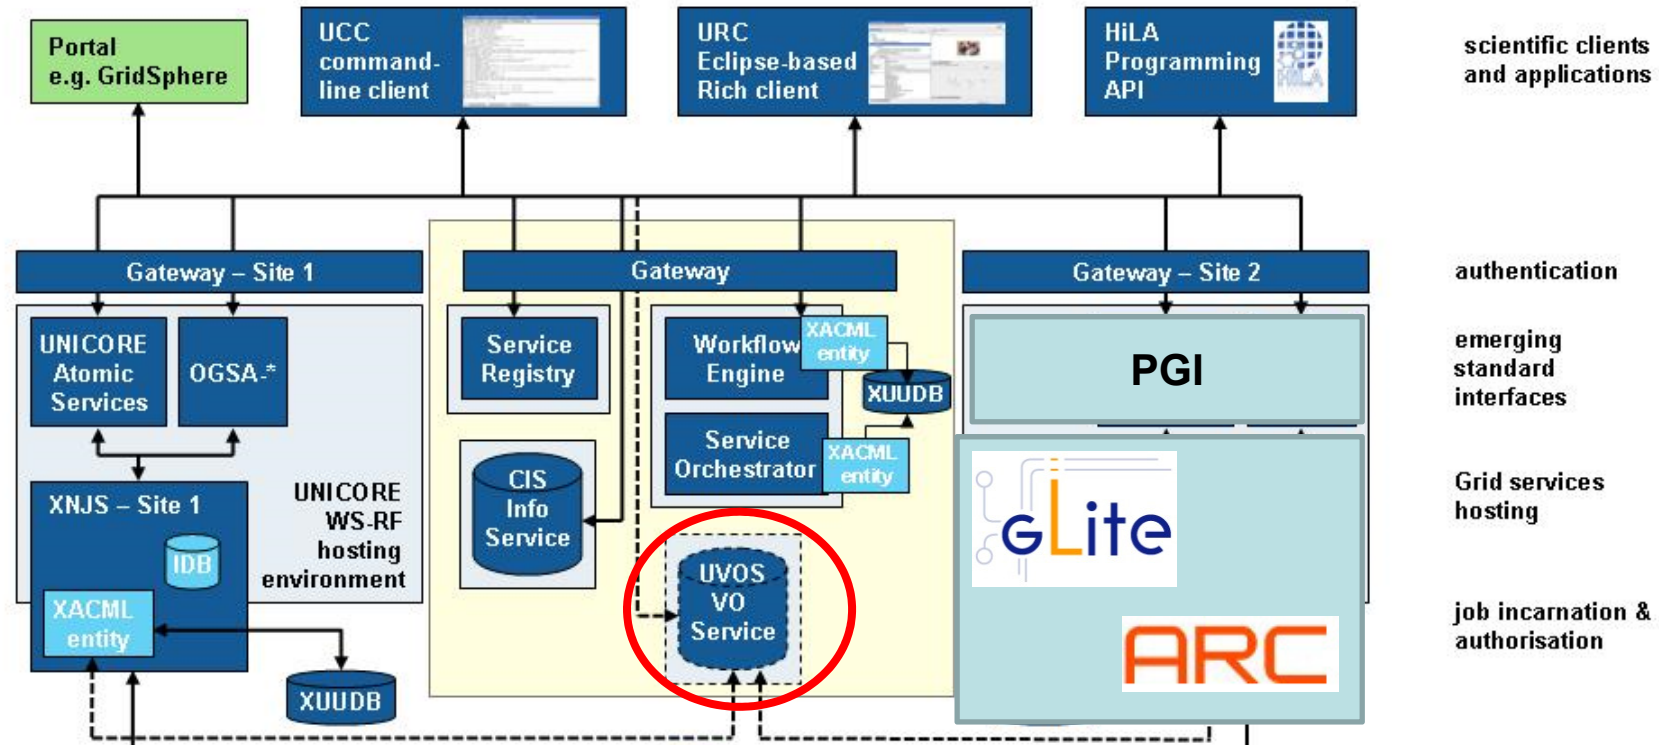 Portal
e.g. GridSphere
UCC
command-
line client
URC
Eclipse-based
Rich client
HiLA
Programming
API
HiLA
scientific clients
and applications
Gateway – Site 1
Gateway
Gateway – Site 2
authentication
UNICORE
Atomic
Services
OGSA-*
Service
Registry
Workflow
Engine
XACML
entity
XUUDB
PGI
emerging
standard
interfaces
Service
Orchestrator
XACML
entity
CIS
Info
Service
XNJS – Site 1
IDB
UNICORE
WS-RF
hosting
environment
gLite
Grid services
hosting
UVOS
VO
Service
XACML
entity
XUUDB
ARC
job incarnation &
authorisation